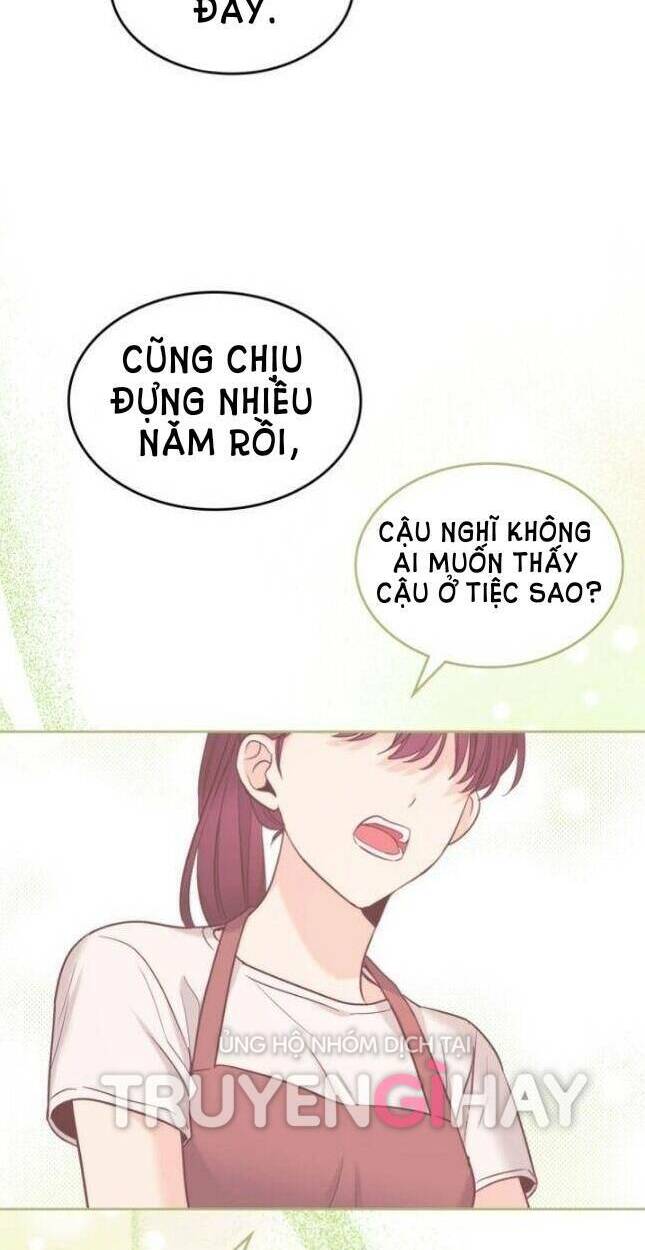 ĐÂY.
CŨNG CHỊU
ĐỰNG NHIỀU
NĂM RỒI,
CẬU NGHĨ KHÔNG
AI MUỐN THẤY
CẬU Ở TIỆC SAO?
ỦNG HỘ NHÓM DỊCH TẠI
TRUYENGIHAY